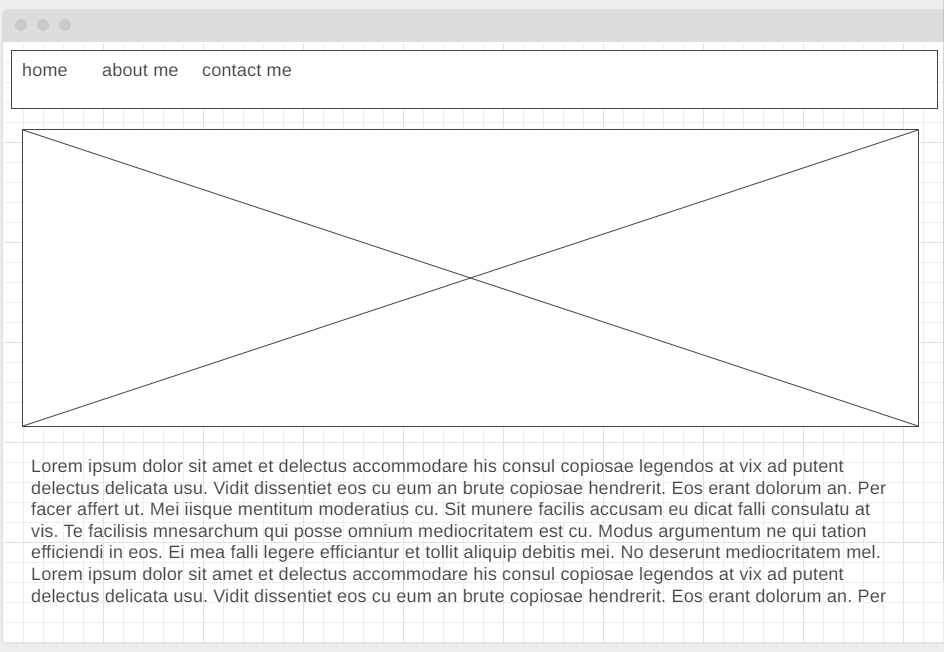 home about me contact me
Lorem ipsum dolor sit amet et delectus accommodare his consul copiosae legendos at vix ad putent
delectus delicata usu. Vidit dissentiet eos cu eum an brute copiosae hendrerit. Eos erant dolorum an. Per
facer affert ut. Mei iisque mentitum moderatius cu. Sit munere facilis accusam eu dicat falli consulatu at
vis. Te facilisis mnesarchum qui posse omnium mediocritatem est cu. Modus argumentum ne qui tation
efficiendi in eos. Ei mea falli legere efficiantur et tollit aliquip debitis mei. No deserunt mediocritatem mel.
Lorem ipsum dolor sit amet et delectus accommodare his consul copiosae legendos at vix ad putent
delectus delicata usu. Vidit dissentiet eos cu eum an brute copiosae hendrerit. Eos erant dolorum an. Per